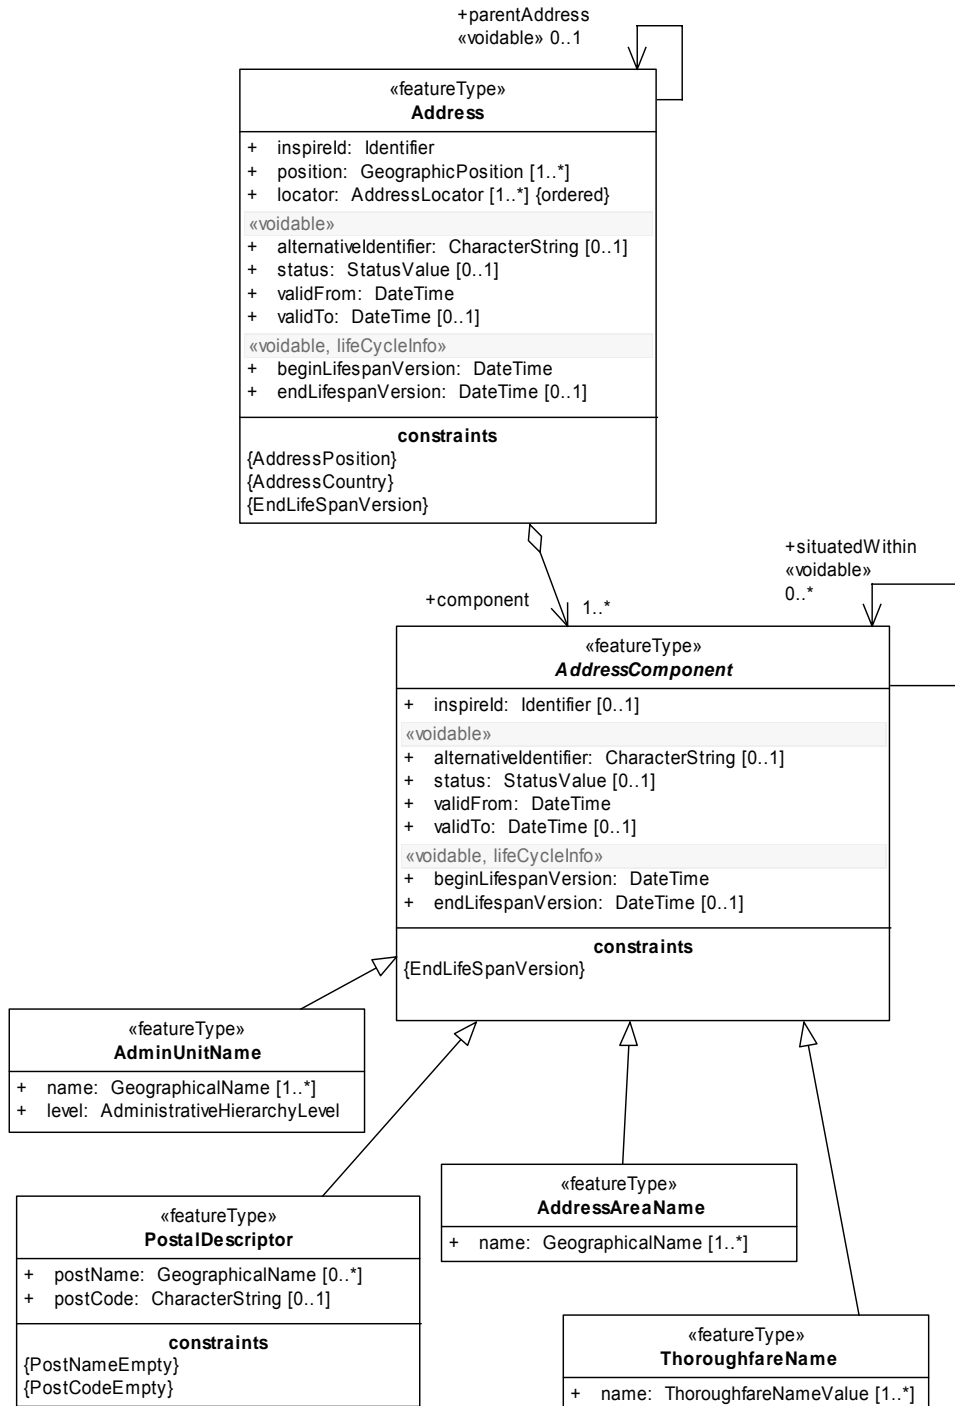 +parentAddress
«voidable» 0..1
«featureType»
Address
+ inspireId: Identifier
+ position: GeographicPosition [1..*]
+ locator: AddressLocator [1..*] {ordered}
«voidable»
+ alternativeIdentifier: CharacterString [0..1]
+ status: StatusValue [0..1]
+ validFrom: DateTime
+ validTo: DateTime [0..1]
«voidable, lifeCycleInfo»
+ beginLifespanVersion: DateTime
+ endLifespanVersion: DateTime [0..1]
constraints
{AddressPosition}
{AddressCountry}
{EndLifeSpanVersion}
+situatedWithin
«voidable»
0..*
+component
1..*
«featureType»
AddressComponent
+ inspireId: Identifier [0..1]
«voidable»
+ alternativeIdentifier: CharacterString [0..1]
+ status: StatusValue [0..1]
+ validFrom: DateTime
+ validTo: DateTime [0..1]
«voidable, lifeCycleInfo»
+ beginLifespanVersion: DateTime
+ endLifespanVersion: DateTime [0..1]
constraints
{EndLifeSpanVersion}
«featureType»
AdminUnitName
+ name: GeographicalName [1..*]
+ level: AdministrativeHierarchyLevel
«featureType»
AddressAreaName
+ name: GeographicalName [1..*]
«featureType»
PostalDescriptor
+ postName: GeographicalName [0..*]
+ postCode: CharacterString [0..1]
constraints
{PostNameEmpty}
{PostCodeEmpty}
«featureType»
ThoroughfareName
+ name: ThoroughfareNameValue [1..*]